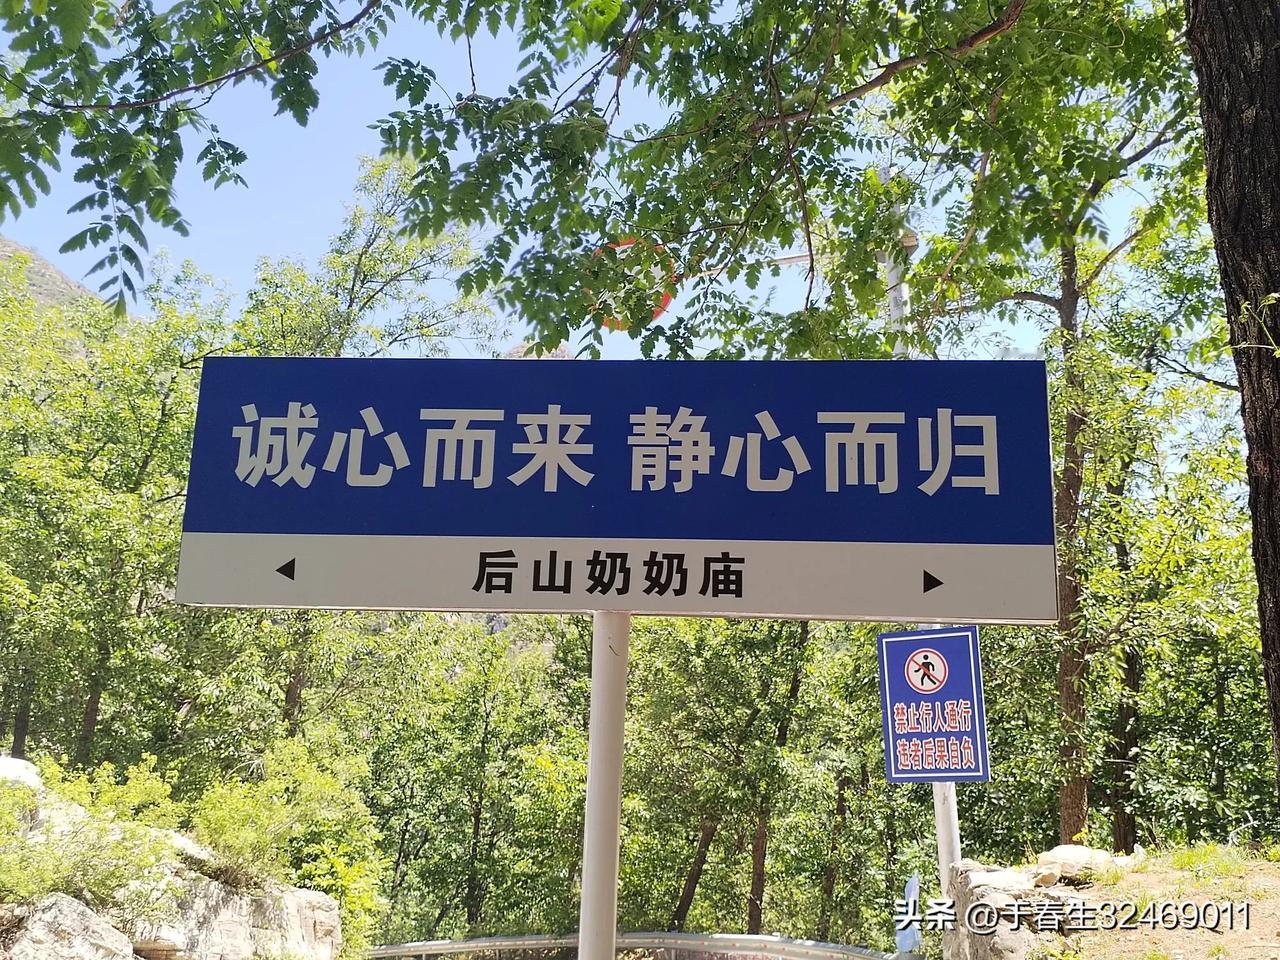 诚心而来 静心而归
后山奶奶庙
禁止行人通行
违者后果自负
头条 @于春生32469011